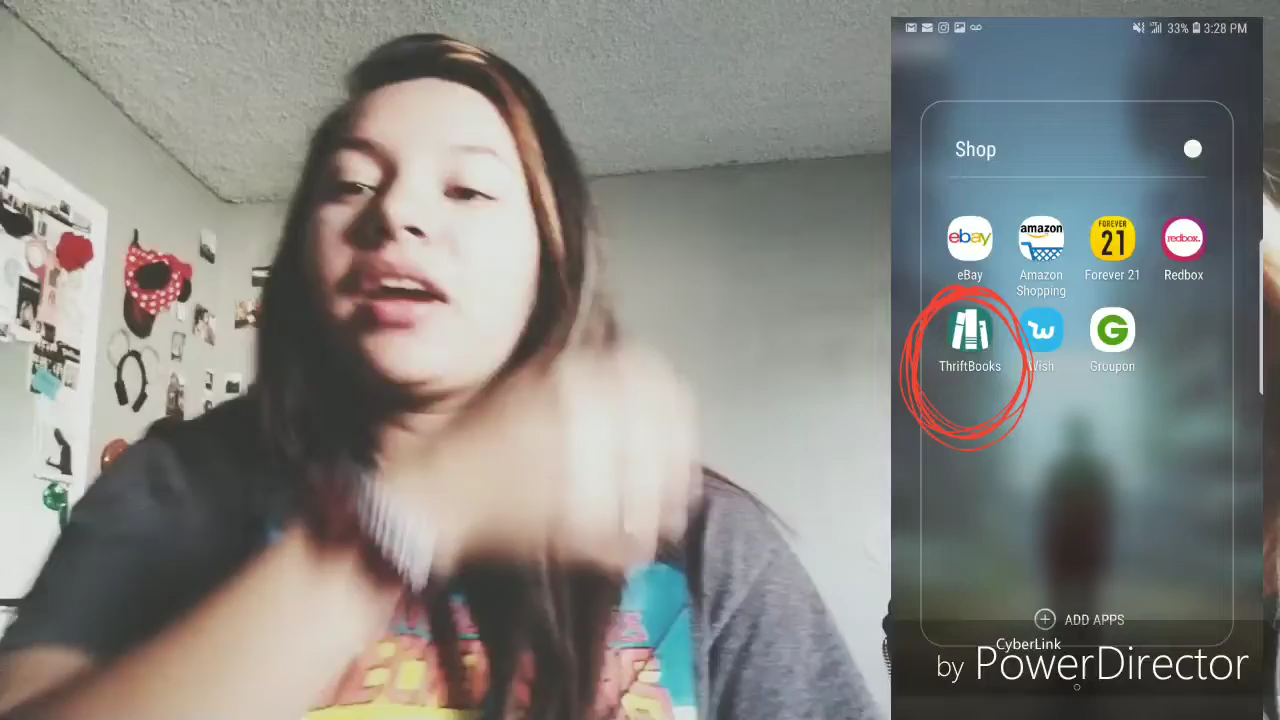 33% 3:28 PM
Shop
ebay
amazon
FOREVER
21
redbox.
eBay
Amazon
Shopping
Forever 21
Redbox
w
G
ThriftBooks
Wish
Groupon
+ ADD APPS
CyberLink
by PowerDirector